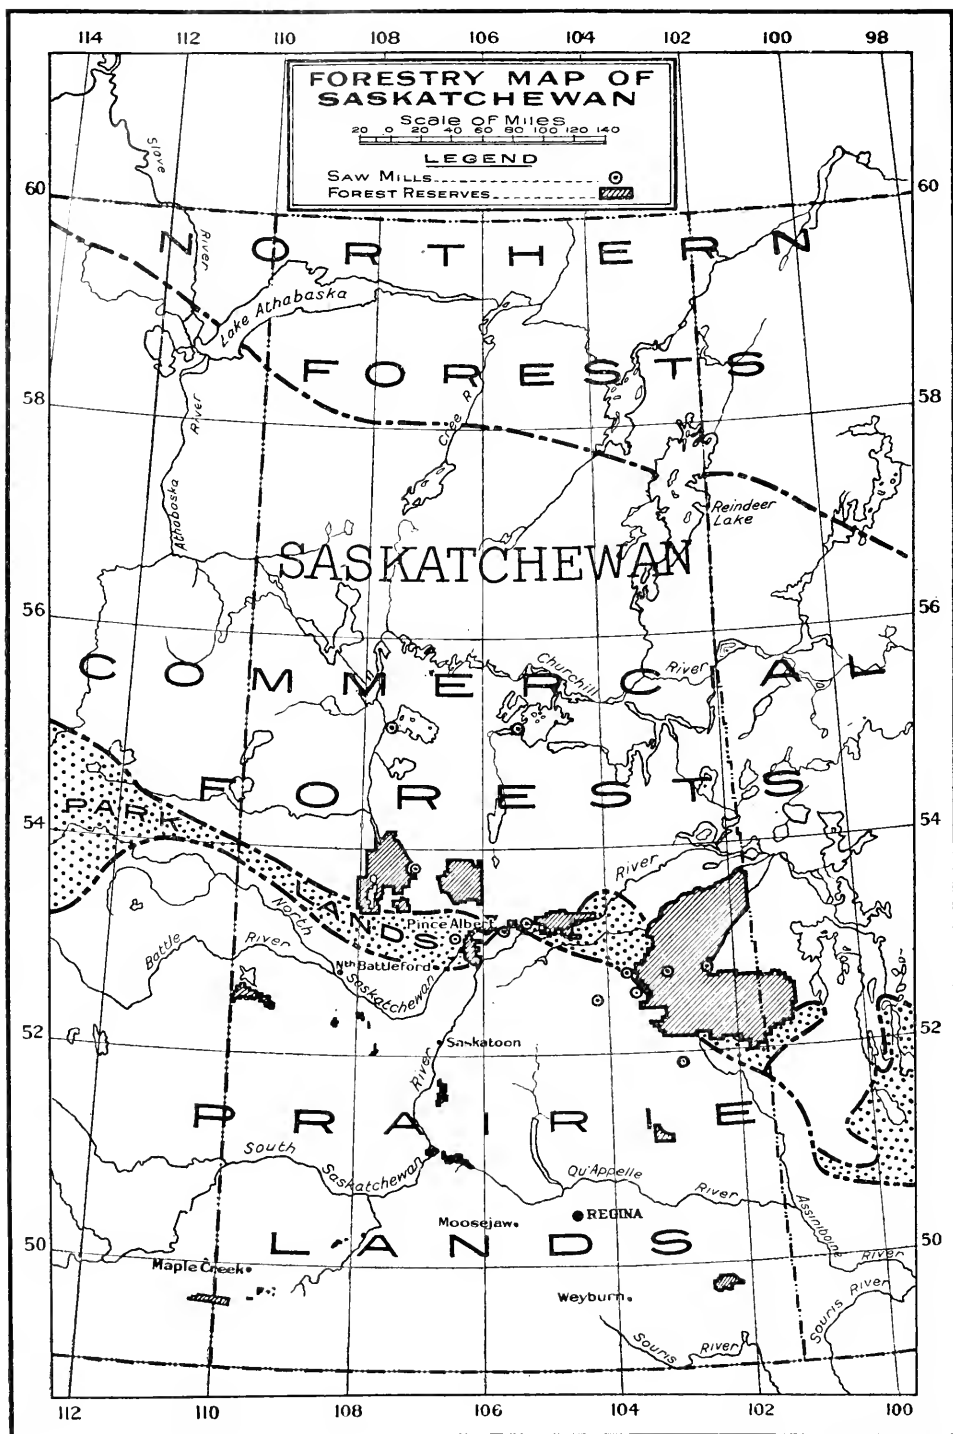 114 112 110 108 106 104 102 100 98
FORESTRY MAP OF
SASKATCHEWAN
Scale of Miles
20 0 20 40 60 80 100 120 140
LEGEND
SAW MILLS
FOREST RESERVES
Slave
River
60 60
NORTHERN
Lake Athabaska
FORESTS
58 58
River
Cree R.
Athabaska
Reindeer
Lake
SASKATCHEWAN
56 56
Churchill
River
COMMERCIAL
FORESTS
PARK
54 54
River
LANDS
North
Pince Albert
Battle
River
Nth Battleford
Saskatchewan
52 52
Saskatoon
River
PRAIRIE
South
Saskatchewan
Qu'Appelle
River
Assiniboine
River
Moosejaw
REGINA
50 50
LANDS
Maple Creek
Weyburn
Souris
River
Souris
River
112 110 108 106 104 102 100